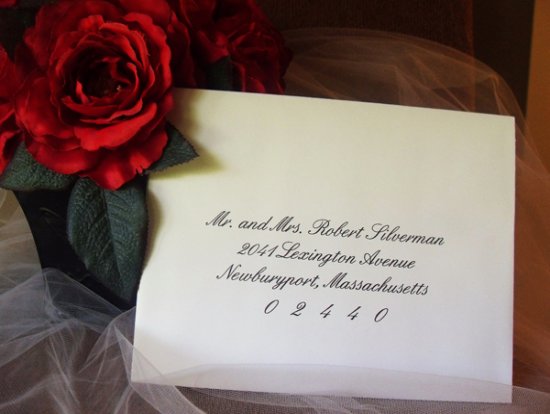 Mr. and Mrs. Robert Silverman
2041 Lexington Avenue
Newburyport, Massachusetts
0 2 4 4 0